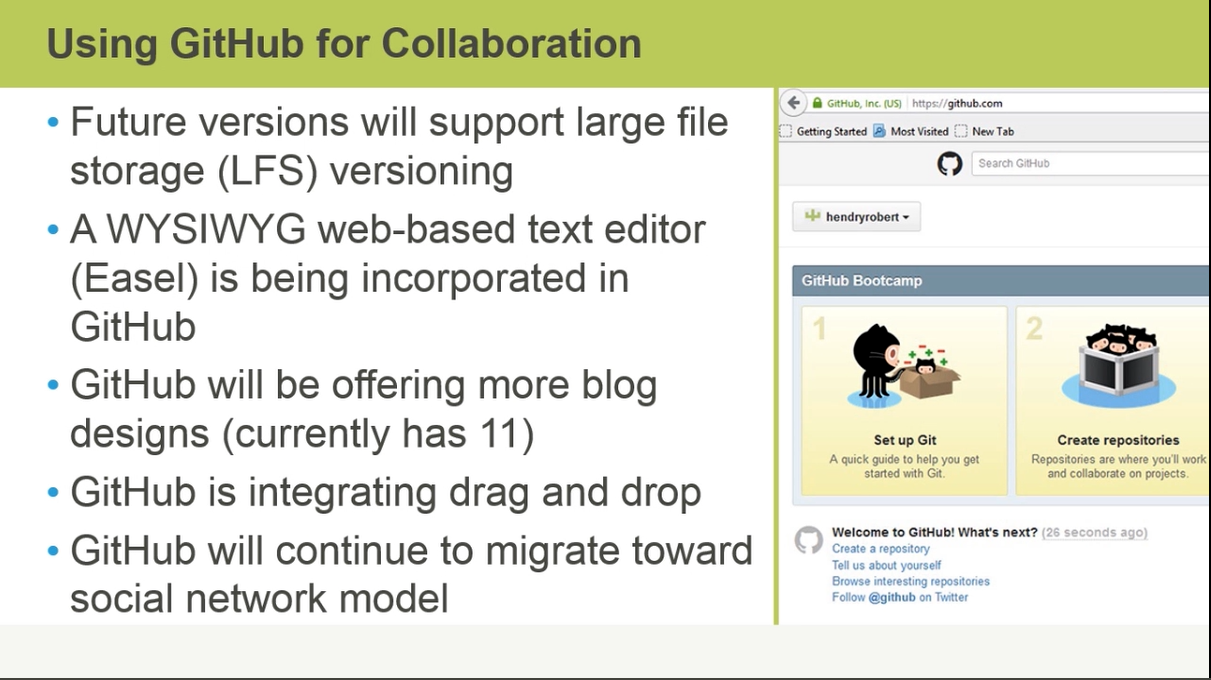 Using GitHub for Collaboration
• Future versions will support large file
storage (LFS) versioning
• A WYSIWYG web-based text editor
(Easel) is being incorporated in
GitHub
• GitHub will be offering more blog
designs (currently has 11)
• GitHub is integrating drag and drop
• GitHub will continue to migrate toward
social network model
GitHub, Inc. (US) https://github.com
Getting Started Most Visited New Tab
Search GitHub
hendryrobert
GitHub Bootcamp
1
Set up Git
A quick guide to help you get
started with Git.
2
Create repositories
Repositories are where you'll work
and collaborate on projects.
Welcome to GitHub! What's next? (26 seconds ago)
Create a repository
Tell us about yourself
Browse interesting repositories
Follow @github on Twitter